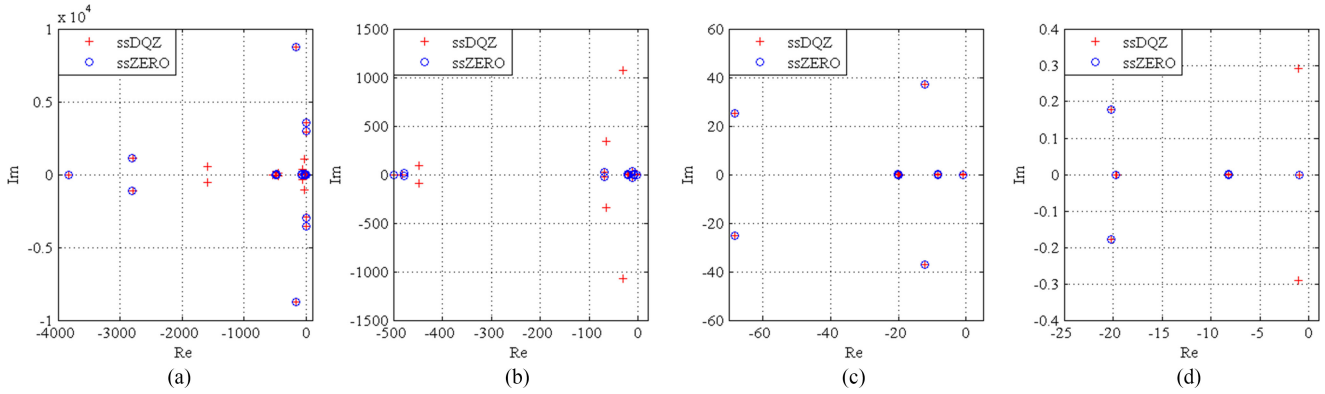 1 x 10⁴
ssDQZ
ssZERO
0.5
0
-0.5
-1
-4000 -3000 -2000 -1000 0
Im
Re
(a)
1500
ssDQZ
ssZERO
1000
500
0
-500
-1000
-1500
-500 -400 -300 -200 -100 0
Im
Re
(b)
60
ssDQZ
ssZERO
40
20
0
-20
-40
-60
-60 -40 -20 0
Im
Re
(c)
0.4
ssDQZ
ssZERO
0.3
0.2
0.1
0
-0.1
-0.2
-0.3
-0.4
-25 -20 -15 -10 -5 0
Im
Re
(d)